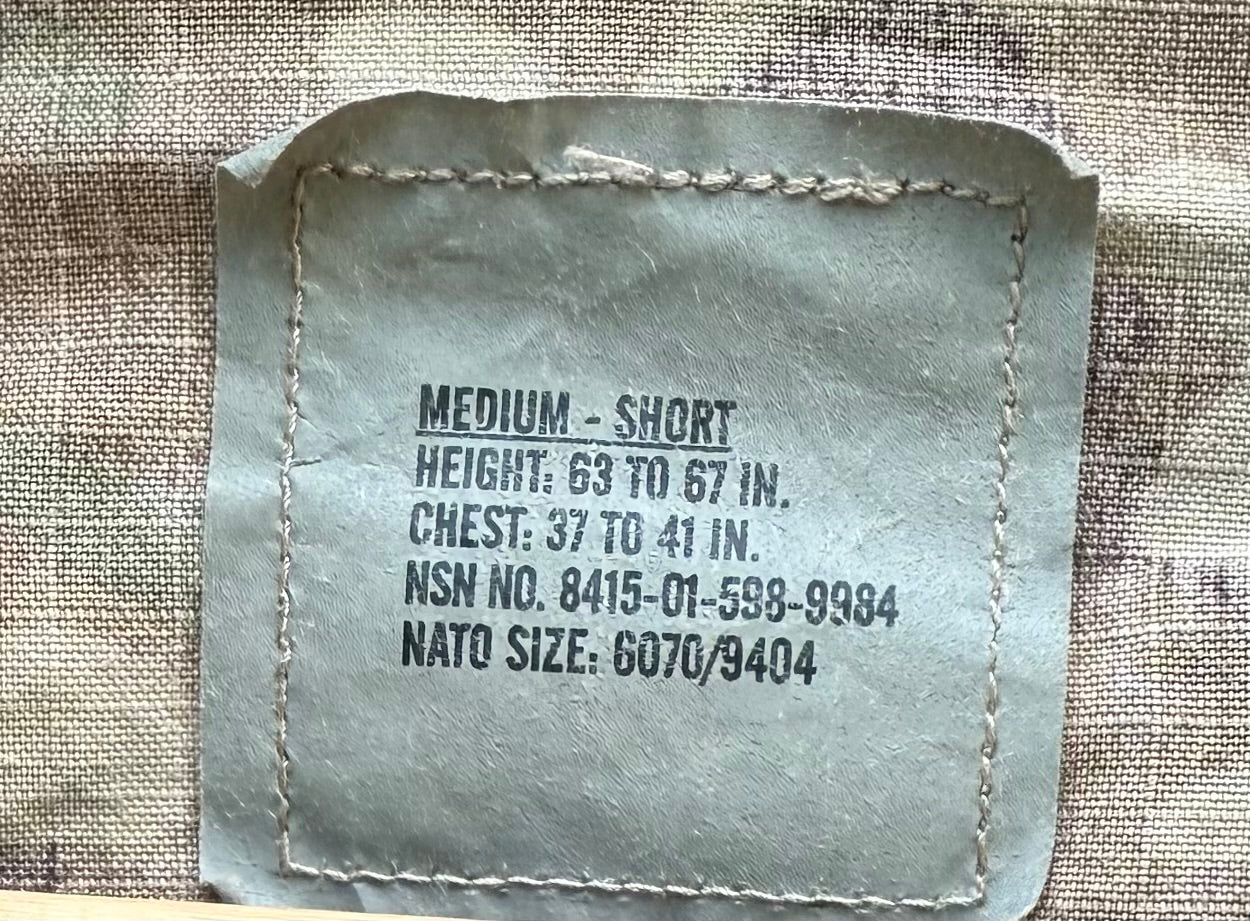 MEDIUM - SHORT
HEIGHT: 63 TO 67 IN.
CHEST: 37 TO 41 IN.
NSN NO. 8415-01-598-9984
NATO SIZE: 6070/9404